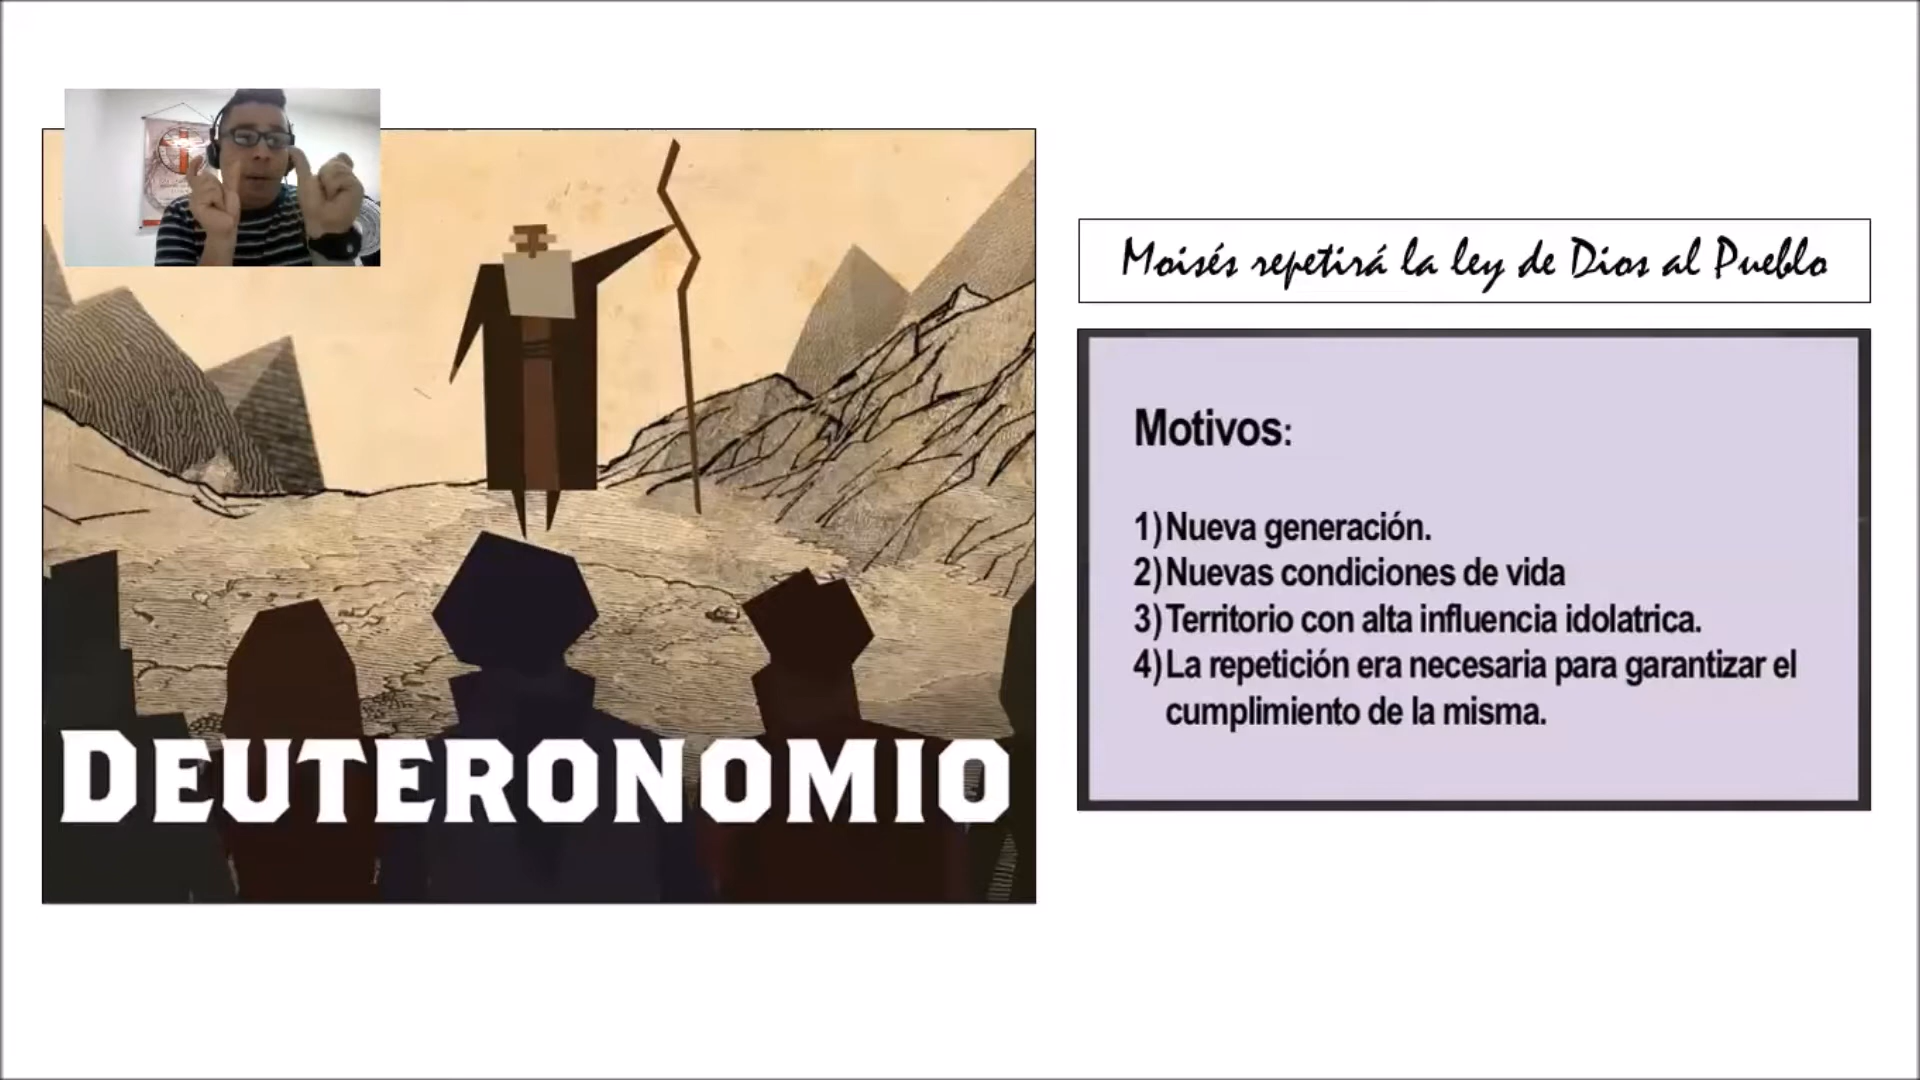 Moisés repetirá la ley de Dios al Pueblo
DEUTERONOMIO
Motivos:
1) Nueva generación.
2) Nuevas condiciones de vida
3) Territorio con alta influencia idolatrica.
4) La repetición era necesaria para garantizar el
cumplimiento de la misma.